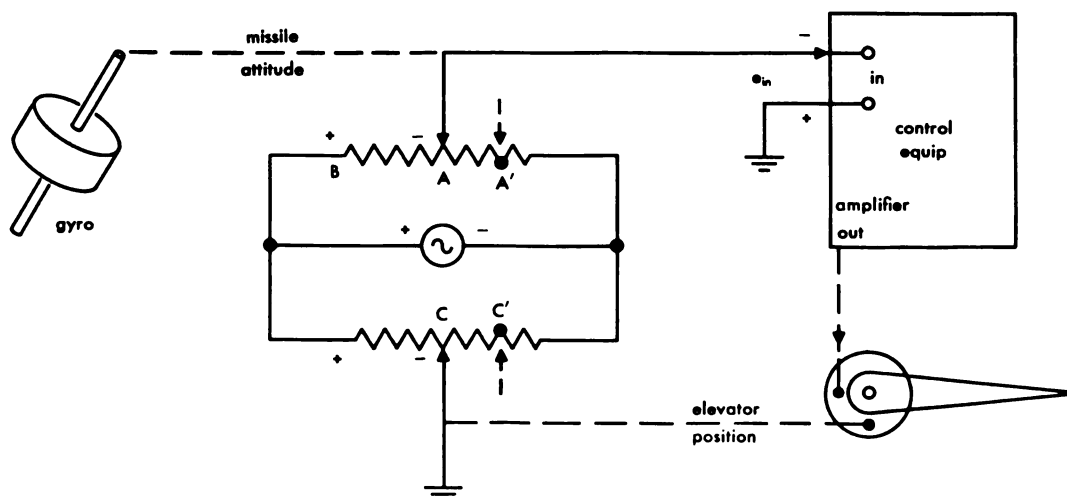 missile
attitude
gyro
+
B
−
A
A'
+
∿
−
C
C'
+
−
−
e_in
+
in
control
equip
amplifier
out
elevator
position